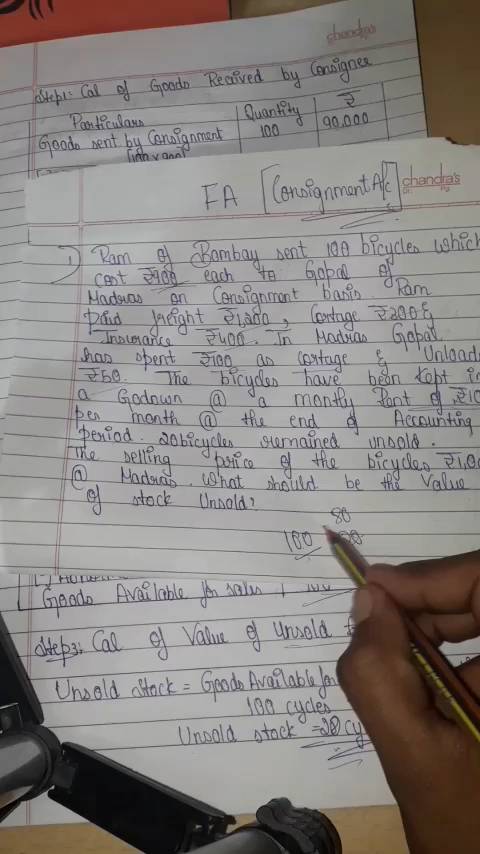 chandra's
Step1: Cal of Goods Received by Consignee
Particulars Quantity ₹
Goods sent by Consignment 100 90,000
FA [Consignment A/c]
chandra's
1) Ram of Bombay sent 100 bicycles which
cost ₹900 each to Gopal of
Madras on Consignment basis. Ram
paid freight ₹1,200, Cartage ₹200 &
Insurance ₹400. In Madras Gopal
has spent ₹100 as cartage & Unload
₹50. The bicycles have been kept in
a Godown @ a monthly Rent of ₹10
per month @ the end of Accounting
period. 20 bicycles remained unsold.
The selling price of the bicycles ₹1,0
@ Madras. What should be the Value
of stock Unsold?
80
100
Goods Available for sales
Step3: Cal of Value of Unsold
Unsold Stock = Goods Available for
100 cycles
Unsold stock = 20 cy